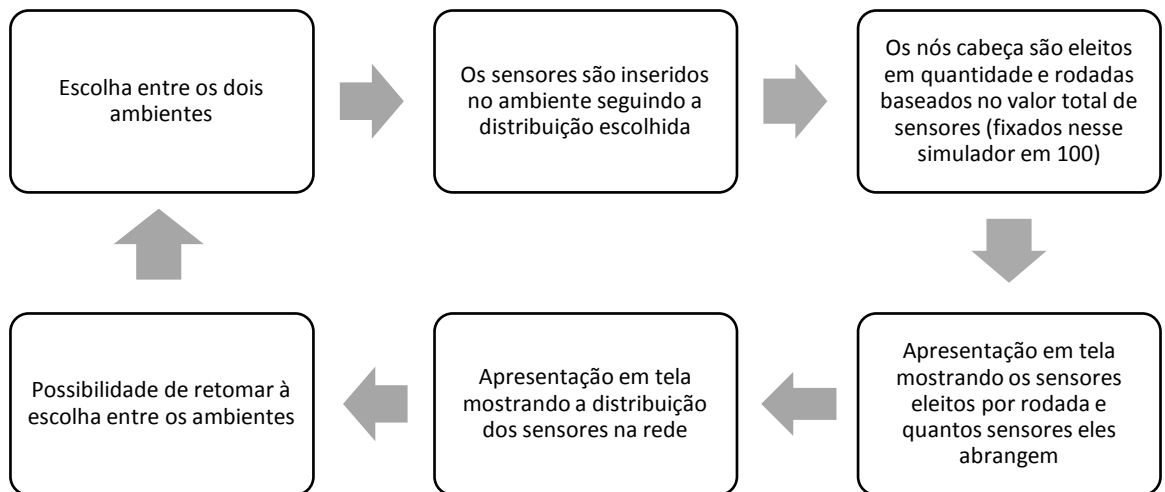 Escolha entre os dois
ambientes
Os sensores são inseridos
no ambiente seguindo a
distribuição escolhida
Os nós cabeça são eleitos
em quantidade e rodadas
baseados no valor total de
sensores (fixados nesse
simulador em 100)
Apresentação em tela
mostrando os sensores
eleitos por rodada e
quantos sensores eles
abrangem
Apresentação em tela
mostrando a distribuição
dos sensores na rede
Possibilidade de retomar à
escolha entre os ambientes